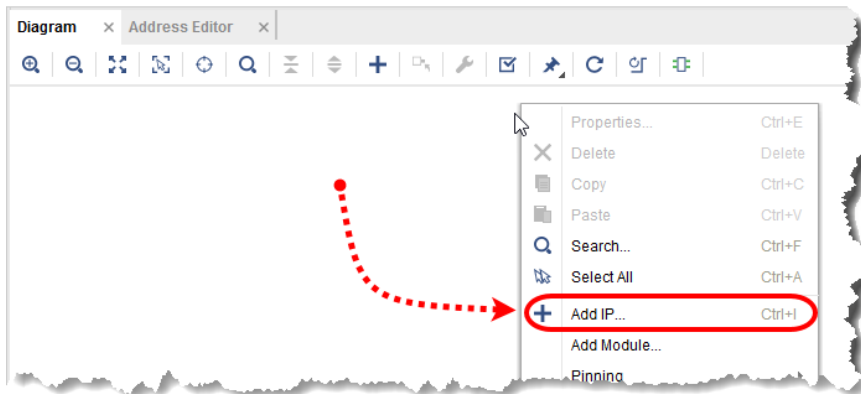 Diagram × Address Editor ×
Properties... Ctrl+E
Delete Delete
Copy Ctrl+C
Paste Ctrl+V
Search... Ctrl+F
Select All Ctrl+A
Add IP... Ctrl+I
Add Module...
Pinning